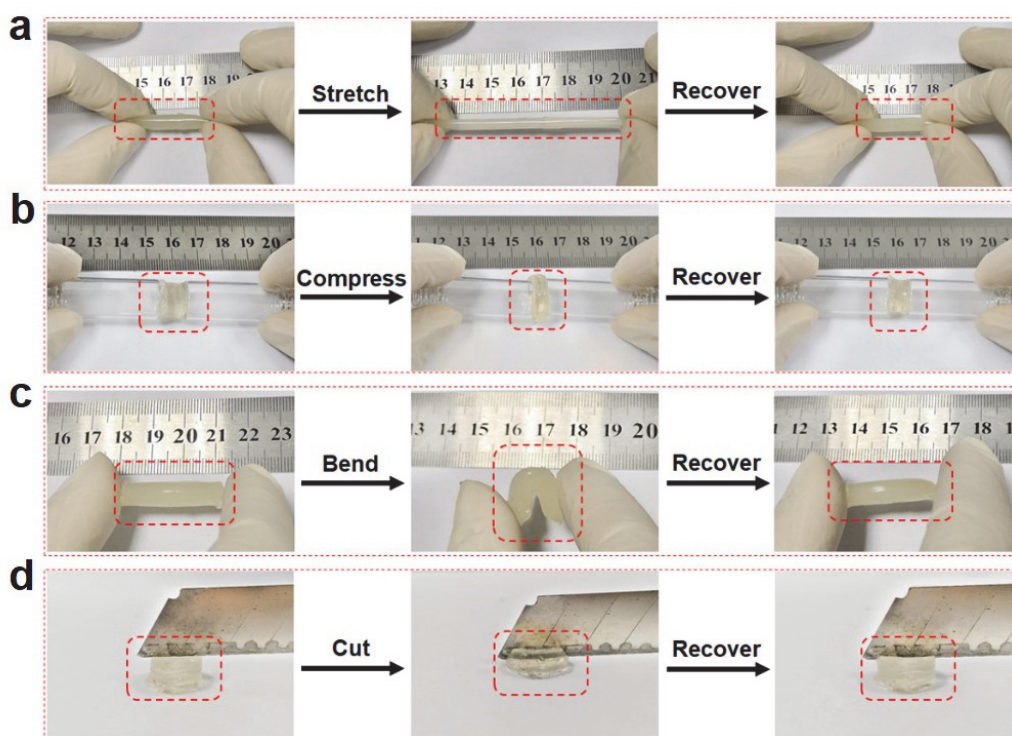 a
15 16 17 18 19
Stretch
13 14 15 16 17 18 19 20 21
Recover
15 16 17 18
b
12 13 14 15 16 17 18 19 20
Compress
12 13 14 15 16 17 18 19 20
Recover
12 13 14 15 16 17 18 19 20
c
16 17 18 19 20 21 22 23
Bend
13 14 15 16 17 18 19 20
Recover
12 13 14 15 16 17 18
d
Cut
Recover